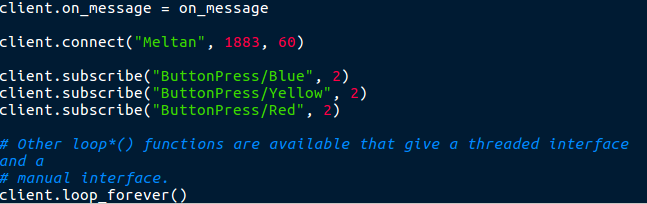 client.on_message = on_message
client.connect("Meltan", 1883, 60)
client.subscribe("ButtonPress/Blue", 2)
client.subscribe("ButtonPress/Yellow", 2)
client.subscribe("ButtonPress/Red", 2)
# Other loop*() functions are available that give a threaded interface
and a
# manual interface.
client.loop_forever()